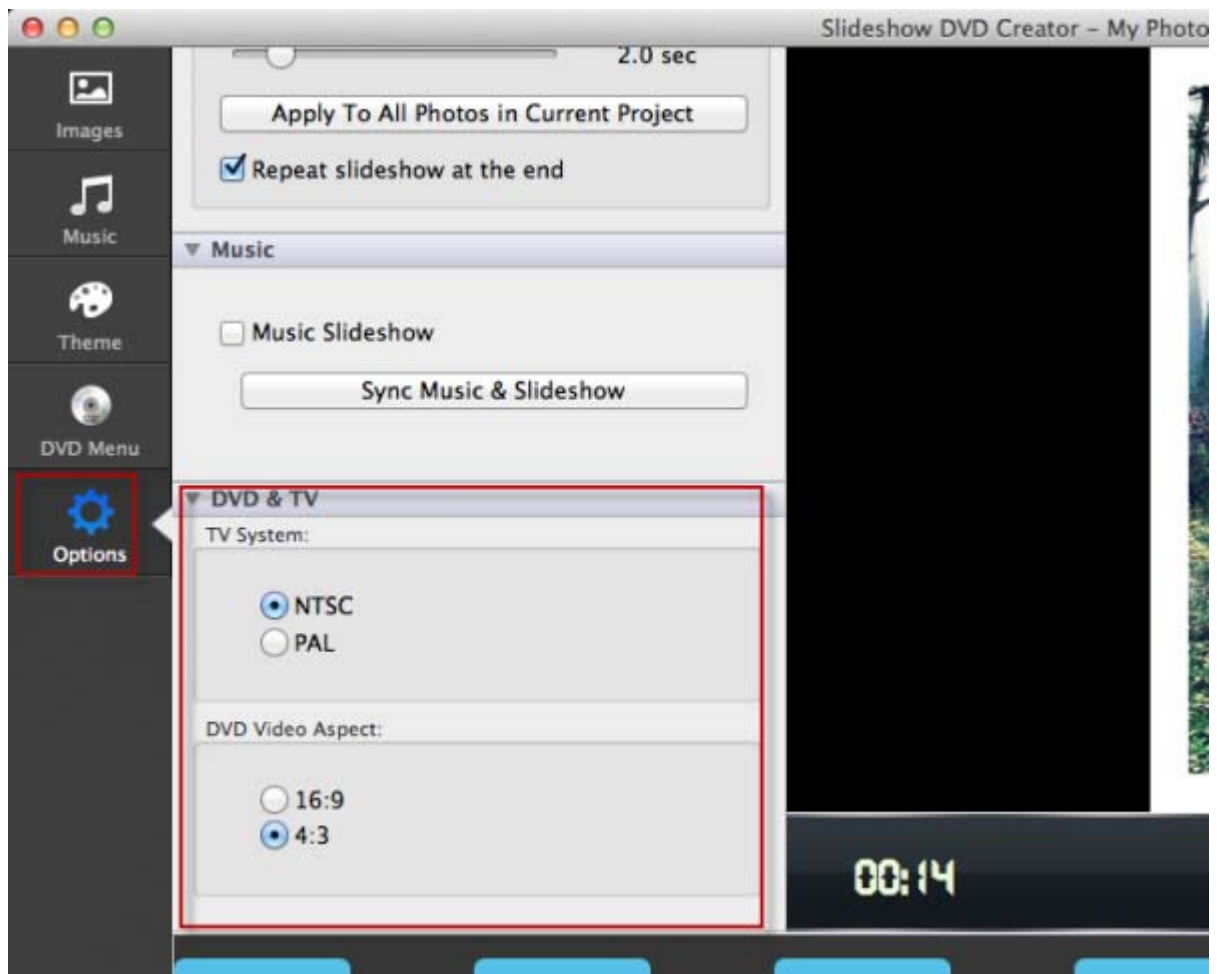 Slideshow DVD Creator – My Photo
2.0 sec
Images
Apply To All Photos in Current Project
Repeat slideshow at the end
Music
Music
Music Slideshow
Theme
Sync Music & Slideshow
DVD Menu
DVD & TV
TV System:
Options
NTSC
PAL
DVD Video Aspect:
16:9
4:3
00:14